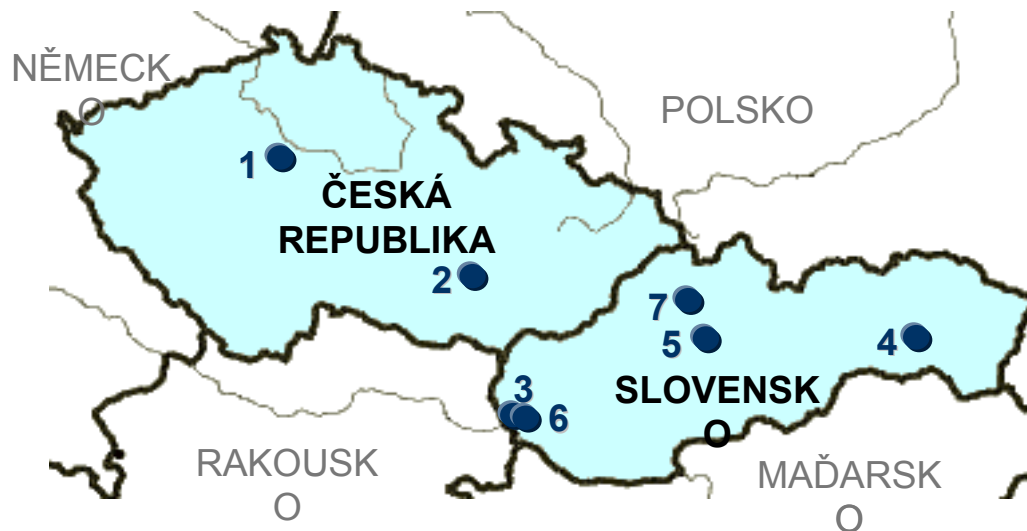 NĚMECK
O
POLSKO
1
ČESKÁ
REPUBLIKA
2
7
5
4
3
6
SLOVENSK
O
RAKOUSK
O
MAĎARSK
O